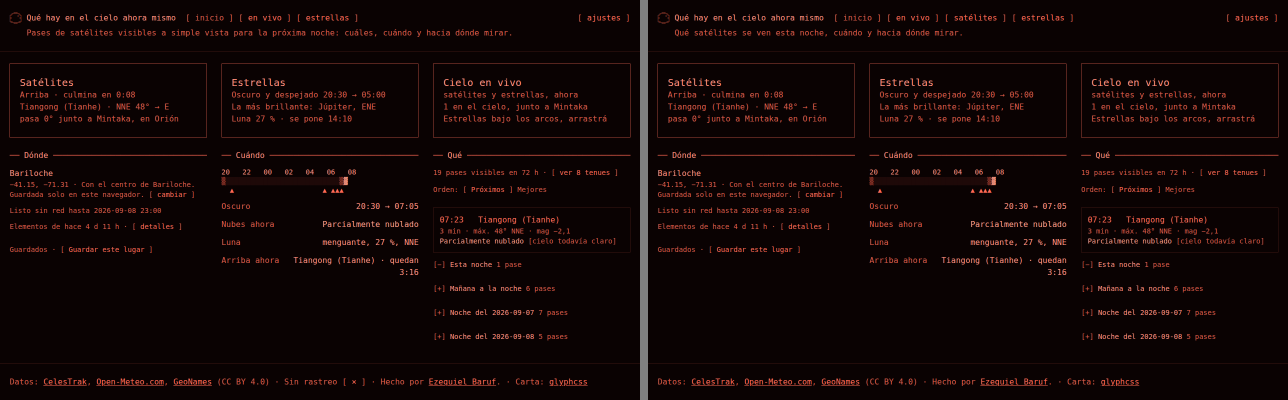 Qué hay en el cielo ahora mismo [ inicio ] [ en vivo ] [ estrellas ] [ ajustes ]
Pases de satélites visibles a simple vista para la próxima noche: cuáles, cuándo y hacia dónde mirar.
Satélites
Arriba · culmina en 0:08
Tiangong (Tianhe) · NNE 48° → E
pasa 0° junto a Mintaka, en Orión
Estrellas
Oscuro y despejado 20:30 → 05:00
La más brillante: Júpiter, ENE
Luna 27 % · se pone 14:10
Cielo en vivo
satélites y estrellas, ahora
1 en el cielo, junto a Mintaka
Estrellas bajo los arcos, arrastrá
Dónde
Bariloche
−41.15, −71.31 · Con el centro de Bariloche.
Guardada solo en este navegador. [ cambiar ]
Listo sin red hasta 2026-09-08 23:00
Elementos de hace 4 d 11 h · [ detalles ]
Guardados · [ Guardar este lugar ]
Cuándo
20 22 00 02 04 06 08
Oscuro 20:30 → 07:05
Nubes ahora Parcialmente nublado
Luna menguante, 27 %, NNE
Arriba ahora Tiangong (Tianhe) · quedan
3:16
Qué
19 pases visibles en 72 h · [ ver 8 tenues ]
Orden: [ Próximos ] Mejores
07:23 Tiangong (Tianhe)
3 min · máx. 48° NNE · mag −2,1
Parcialmente nublado [cielo todavía claro]
[−] Esta noche 1 pase
[+] Mañana a la noche 6 pases
[+] Noche del 2026-09-07 7 pases
[+] Noche del 2026-09-08 5 pases
Datos: CelesTrak, Open-Meteo.com, GeoNames (CC BY 4.0) · Sin rastreo [ × ] · Hecho por Ezequiel Baruf. · Carta: glyphcss
Qué hay en el cielo ahora mismo [ inicio ] [ en vivo ] [ satélites ] [ estrellas ] [ ajustes ]
Qué satélites se ven esta noche, cuándo y hacia dónde mirar.
Satélites
Arriba · culmina en 0:08
Tiangong (Tianhe) · NNE 48° → E
pasa 0° junto a Mintaka, en Orión
Estrellas
Oscuro y despejado 20:30 → 05:00
La más brillante: Júpiter, ENE
Luna 27 % · se pone 14:10
Cielo en vivo
satélites y estrellas, ahora
1 en el cielo, junto a Mintaka
Estrellas bajo los arcos, arrastrá
Dónde
Bariloche
−41.15, −71.31 · Con el centro de Bariloche.
Guardada solo en este navegador. [ cambiar ]
Listo sin red hasta 2026-09-08 23:00
Elementos de hace 4 d 11 h · [ detalles ]
Guardados · [ Guardar este lugar ]
Cuándo
20 22 00 02 04 06 08
Oscuro 20:30 → 07:05
Nubes ahora Parcialmente nublado
Luna menguante, 27 %, NNE
Arriba ahora Tiangong (Tianhe) · quedan
3:16
Qué
19 pases visibles en 72 h · [ ver 8 tenues ]
Orden: [ Próximos ] Mejores
07:23 Tiangong (Tianhe)
3 min · máx. 48° NNE · mag −2,1
Parcialmente nublado [cielo todavía claro]
[−] Esta noche 1 pase
[+] Mañana a la noche 6 pases
[+] Noche del 2026-09-07 7 pases
[+] Noche del 2026-09-08 5 pases
Datos: CelesTrak, Open-Meteo.com, GeoNames (CC BY 4.0) · Hecho por Ezequiel Baruf. · Carta: glyphcss